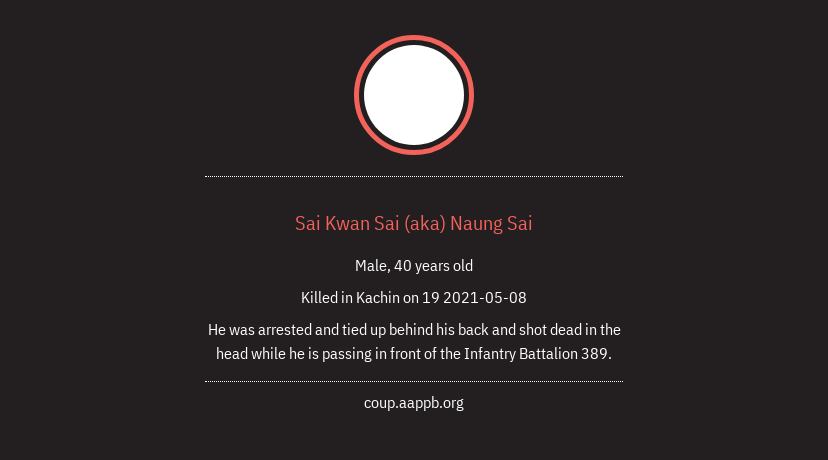 Sai Kwan Sai (aka) Naung Sai
Male, 40 years old
Killed in Kachin on 19 2021-05-08
He was arrested and tied up behind his back and shot dead in the
head while he is passing in front of the Infantry Battalion 389.
coup.aappb.org